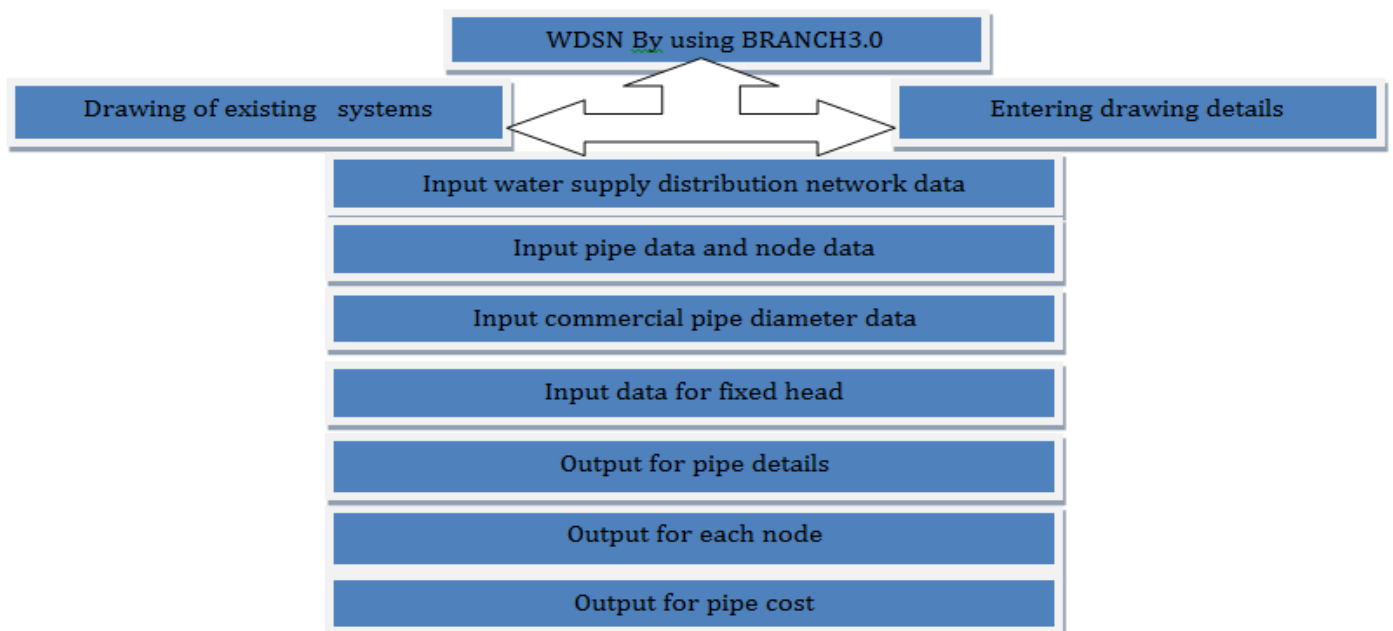 WDSN By using BRANCH3.0
Drawing of existing systems
Entering drawing details
Input water supply distribution network data
Input pipe data and node data
Input commercial pipe diameter data
Input data for fixed head
Output for pipe details
Output for each node
Output for pipe cost